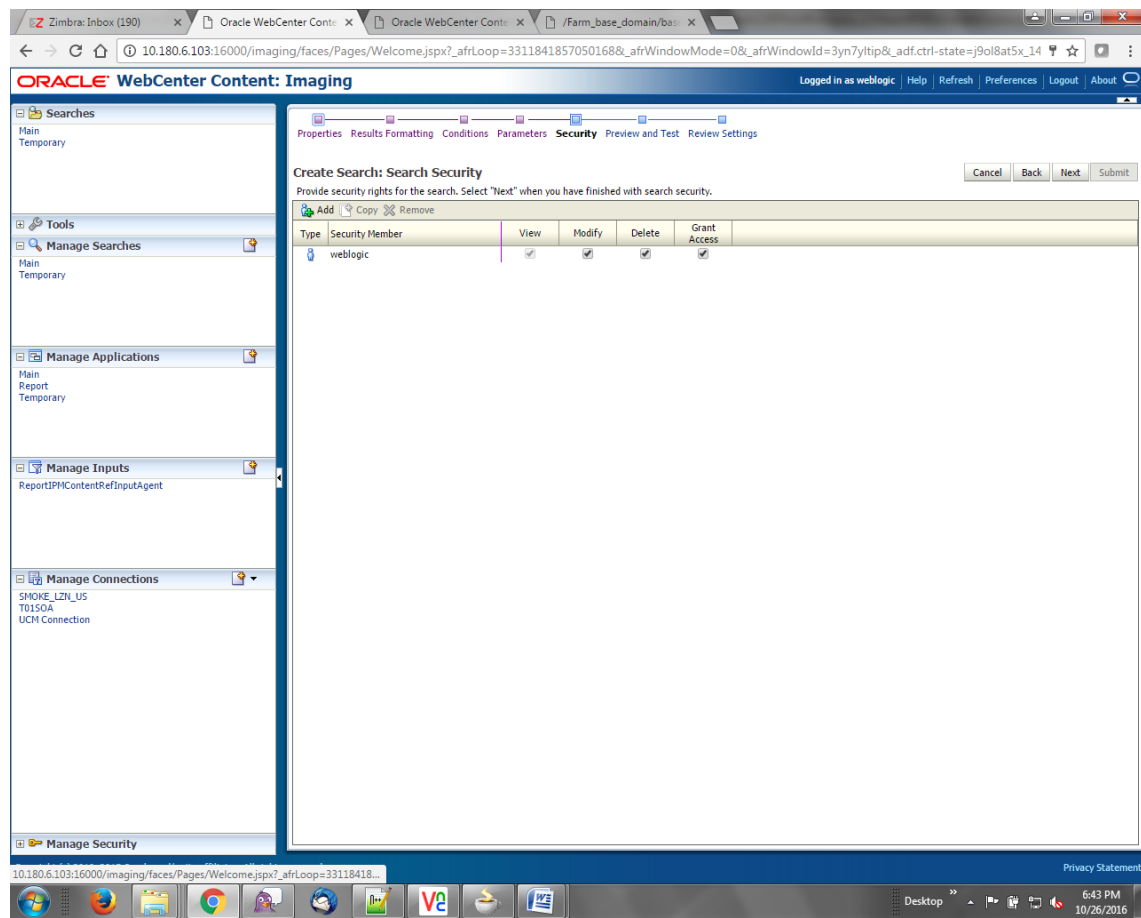 Zimbra: Inbox (190)
Oracle WebCenter Conte
Oracle WebCenter Conte
/Farm_base_domain/bas
10.180.6.103:16000/imaging/faces/Pages/Welcome.jspx?_afrLoop=3311841857050168&_afrWindowMode=0&_afrWindowId=3yn7yltip&_adf.ctrl-state=j9ol8at5x_14
ORACLE WebCenter Content: Imaging
Logged in as weblogic Help Refresh Preferences Logout About
Searches
Main
Temporary
Tools
Manage Searches
Main
Temporary
Manage Applications
Main
Report
Temporary
Manage Inputs
ReportIPMContentRefInputAgent
Manage Connections
SMOKE_LZN_US
T01SOA
UCM Connection
Manage Security
Properties Results Formatting Conditions Parameters Security Preview and Test Review Settings
Create Search: Search Security
Cancel Back Next Submit
Provide security rights for the search. Select "Next" when you have finished with search security.
Add Copy Remove
Type Security Member View Modify Delete Grant Access
weblogic
Privacy Statement
10.180.6.103:16000/imaging/faces/Pages/Welcome.jspx?_afrLoop=33118418...
Desktop
6:43 PM
10/26/2016